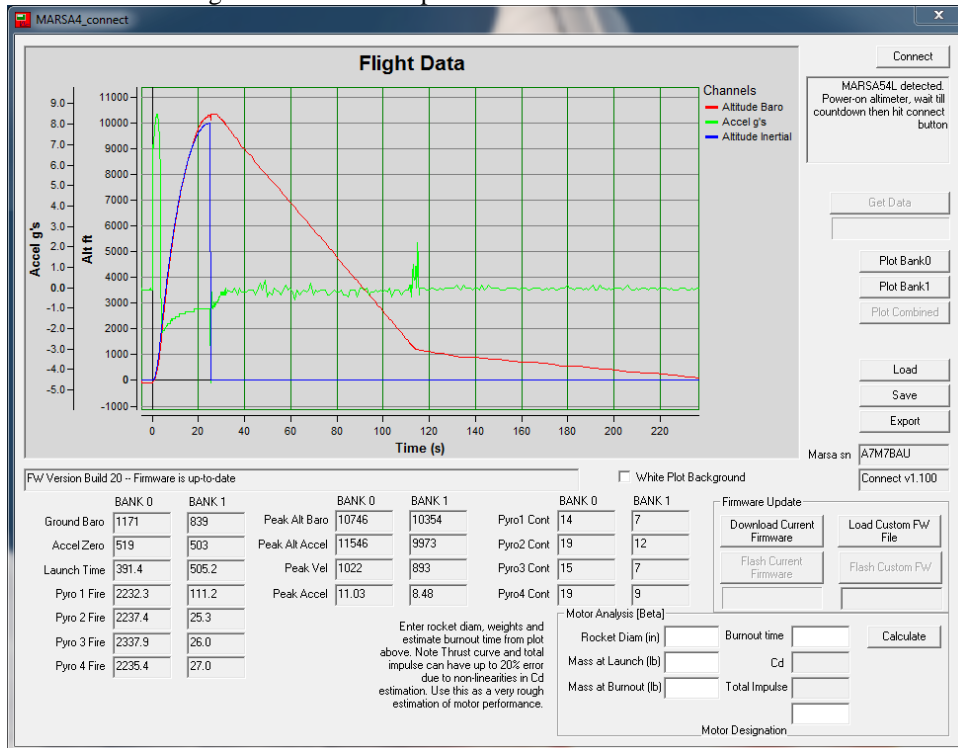 MARSA4_connect
x
Flight Data
Channels
Altitude Baro
Accel g's
Altitude Inertial
Accel g's
9.0
8.0
7.0
6.0
5.0
4.0
3.0
2.0
1.0
0.0
-1.0
-2.0
-3.0
-4.0
-5.0
Alt ft
11000
10000
9000
8000
7000
6000
5000
4000
3000
2000
1000
0
-1000
0 20 40 60 80 100 120 140 160 180 200 220
Time (s)
Connect
MARSA54L detected.
Power-on altimeter, wait till
countdown then hit connect
button
Get Data
Plot Bank0
Plot Bank1
Plot Combined
Load
Save
Export
Marsa sn A7M7BAU
FW Version Build 20 -- Firmware is up-to-date
White Plot Background
Connect v1.100
BANK 0 BANK 1
Ground Baro 1171 839
Accel Zero 519 503
Launch Time 391.4 505.2
Pyro 1 Fire 2232.3 111.2
Pyro 2 Fire 2237.4 25.3
Pyro 3 Fire 2337.9 26.0
Pyro 4 Fire 2235.4 27.0
BANK 0 BANK 1
Peak Alt Baro 10746 10354
Peak Alt Accel 11546 9973
Peak Vel 1022 893
Peak Accel 11.03 8.48
BANK 0 BANK 1
Pyro1 Cont 14 7
Pyro2 Cont 19 12
Pyro3 Cont 15 7
Pyro4 Cont 19 9
Firmware Update
Download Current
Firmware
Load Custom FW
File
Flash Current
Firmware
Flash Custom FW
Enter rocket diam, weights and
estimate burnout time from plot
above. Note Thrust curve and total
impulse can have up to 20% error
due to non-linearities in Cd
estimation. Use this as a very rough
estimation of motor performance.
Motor Analysis [Beta]
Rocket Diam (in)
Burnout time
Calculate
Mass at Launch (lb)
Cd
Mass at Burnout (lb)
Total Impulse
Motor Designation